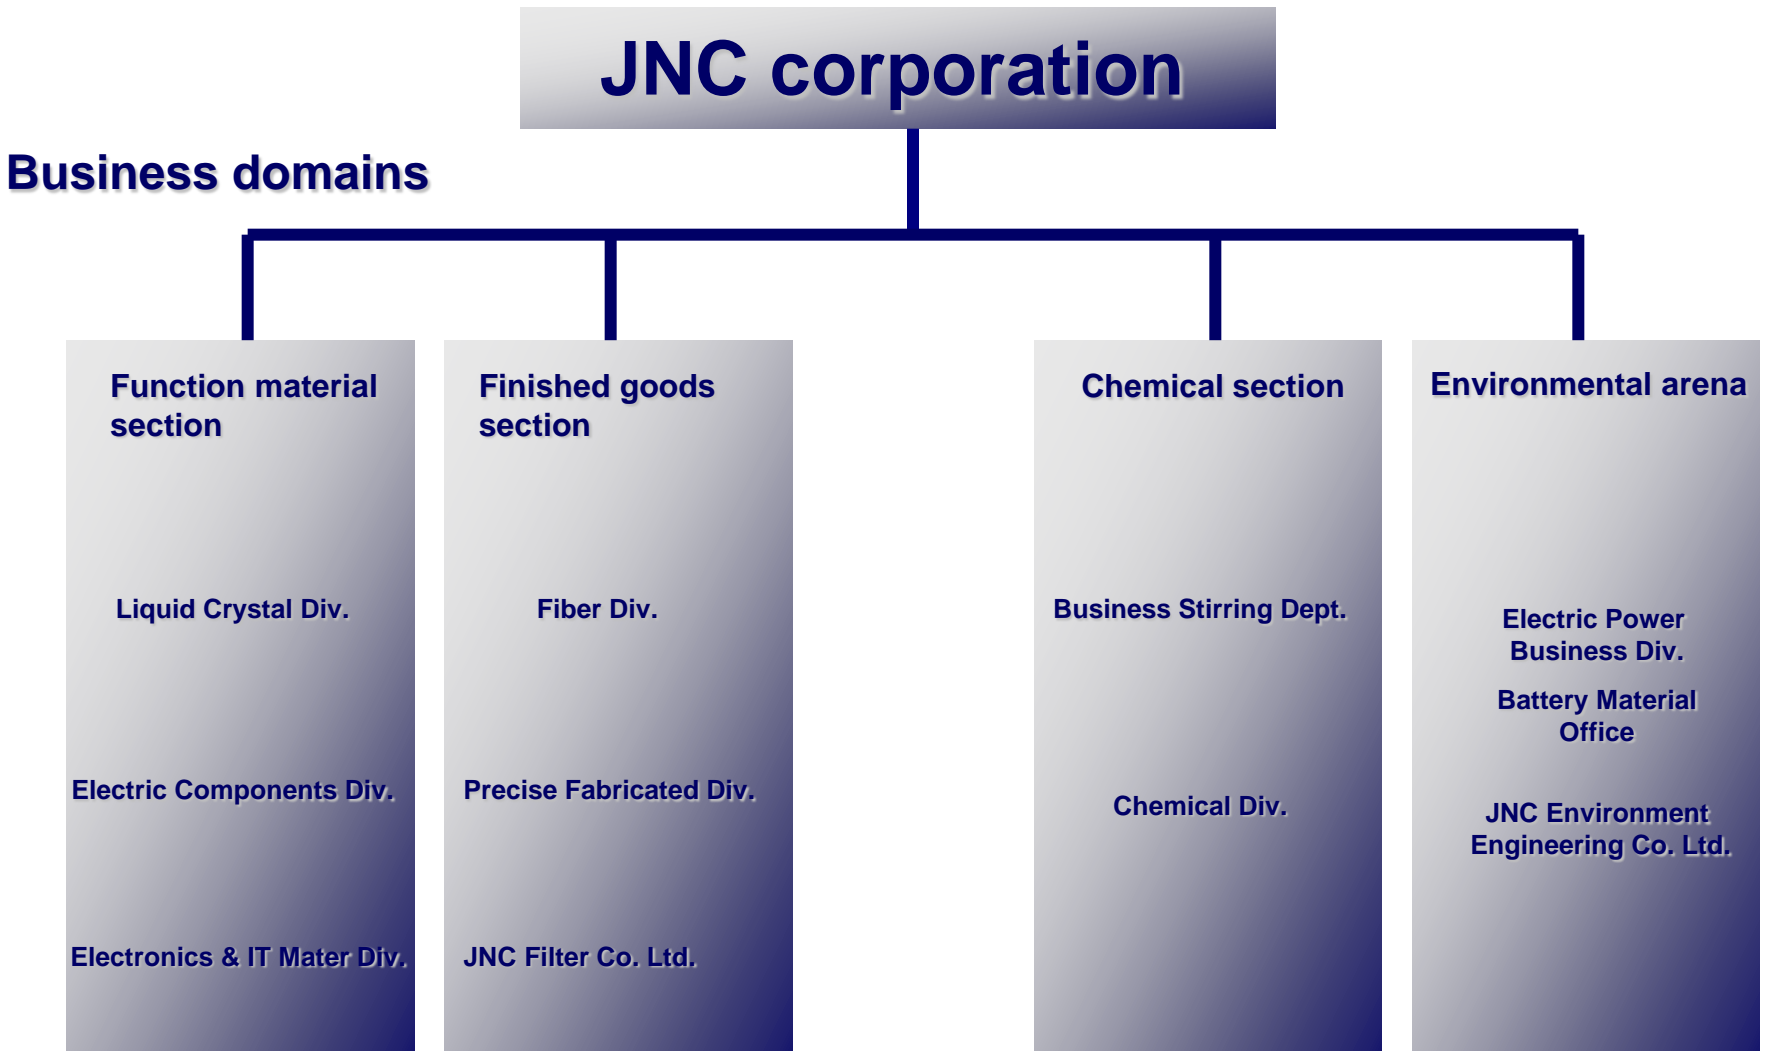 JNC corporation
Business domains
Function material
section
Liquid Crystal Div.
Electric Components Div.
Electronics & IT Mater Div.
Finished goods
section
Fiber Div.
Precise Fabricated Div.
JNC Filter Co. Ltd.
Chemical section
Business Stirring Dept.
Chemical Div.
Environmental arena
Electric Power
Business Div.
Battery Material
Office
JNC Environment
Engineering Co. Ltd.